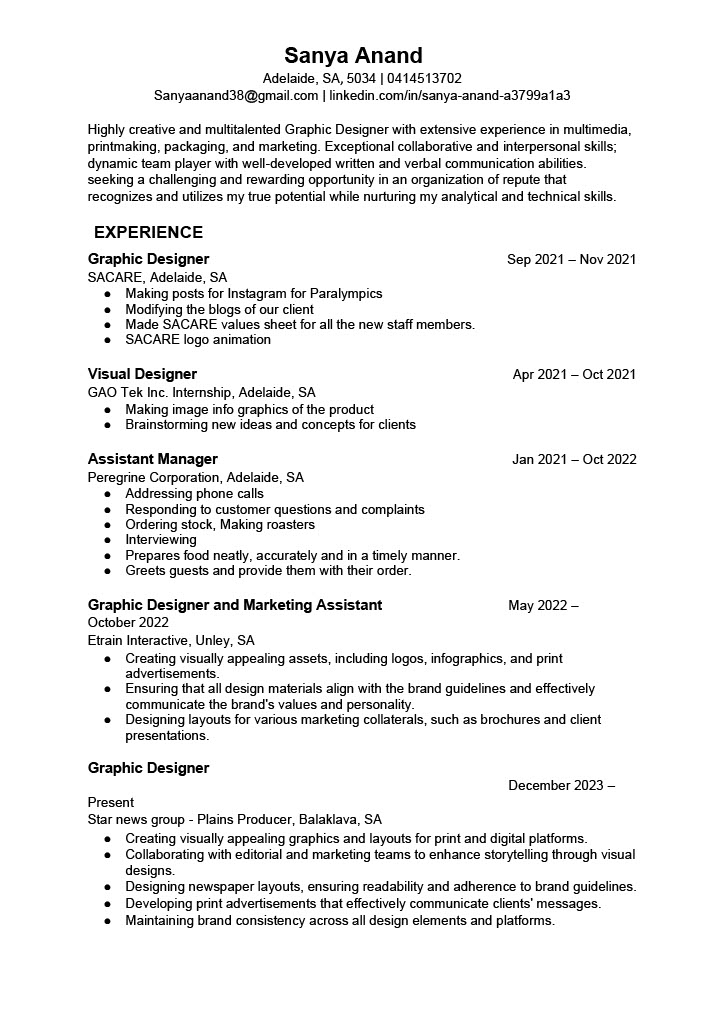 Sanya Anand
Adelaide, SA, 5034 | 0414513702
Sanyaanand38@gmail.com | linkedin.com/in/sanya-anand-a3799a1a3
Highly creative and multitalented Graphic Designer with extensive experience in multimedia,
printmaking, packaging, and marketing. Exceptional collaborative and interpersonal skills;
dynamic team player with well-developed written and verbal communication abilities.
seeking a challenging and rewarding opportunity in an organization of repute that
recognizes and utilizes my true potential while nurturing my analytical and technical skills.
EXPERIENCE
Graphic Designer Sep 2021 – Nov 2021
SACARE, Adelaide, SA
● Making posts for Instagram for Paralympics
● Modifying the blogs of our client
● Made SACARE values sheet for all the new staff members.
● SACARE logo animation
Visual Designer Apr 2021 – Oct 2021
GAO Tek Inc. Internship, Adelaide, SA
● Making image info graphics of the product
● Brainstorming new ideas and concepts for clients
Assistant Manager Jan 2021 – Oct 2022
Peregrine Corporation, Adelaide, SA
● Addressing phone calls
● Responding to customer questions and complaints
● Ordering stock, Making roasters
● Interviewing
● Prepares food neatly, accurately and in a timely manner.
● Greets guests and provide them with their order.
Graphic Designer and Marketing Assistant May 2022 –
October 2022
Etrain Interactive, Unley, SA
● Creating visually appealing assets, including logos, infographics, and print
advertisements.
● Ensuring that all design materials align with the brand guidelines and effectively
communicate the brand's values and personality.
● Designing layouts for various marketing collaterals, such as brochures and client
presentations.
Graphic Designer
December 2023 –
Present
Star news group - Plains Producer, Balaklava, SA
● Creating visually appealing graphics and layouts for print and digital platforms.
● Collaborating with editorial and marketing teams to enhance storytelling through visual
designs.
● Designing newspaper layouts, ensuring readability and adherence to brand guidelines.
● Developing print advertisements that effectively communicate clients' messages.
● Maintaining brand consistency across all design elements and platforms.